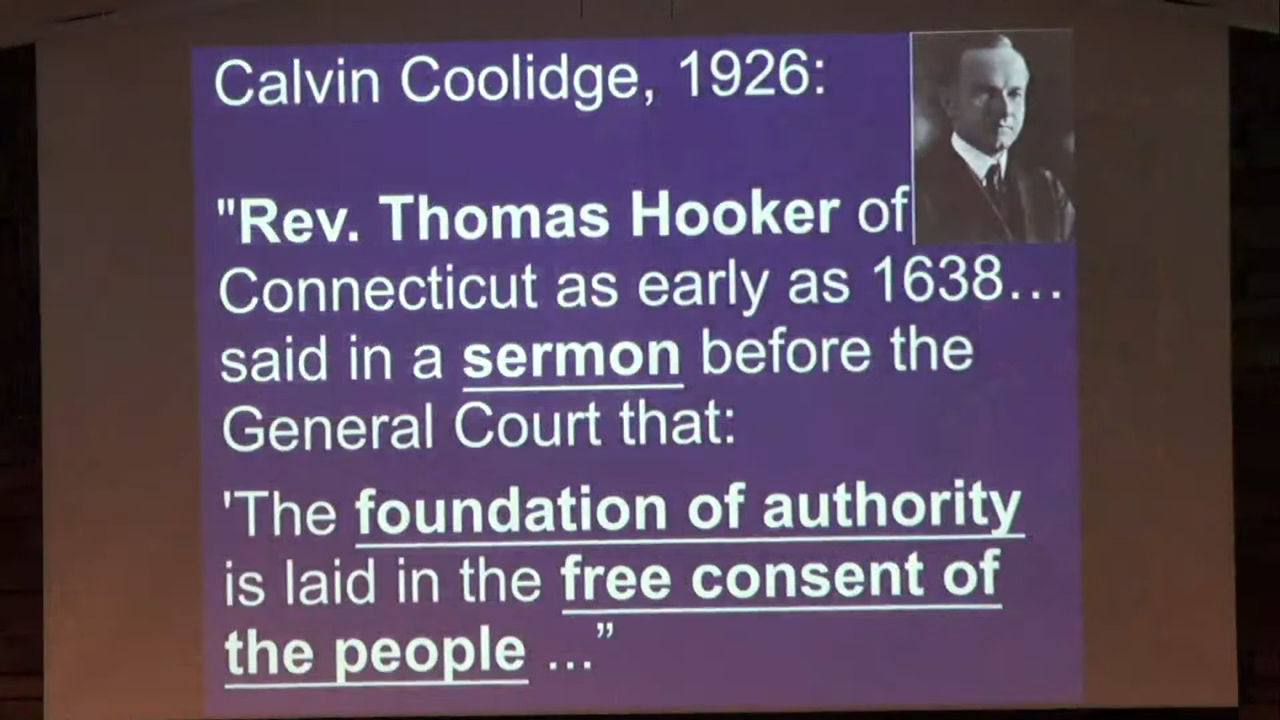 Calvin Coolidge, 1926:
"Rev. Thomas Hooker of
Connecticut as early as 1638...
said in a sermon before the
General Court that:
'The foundation of authority
is laid in the free consent of
the people ...”